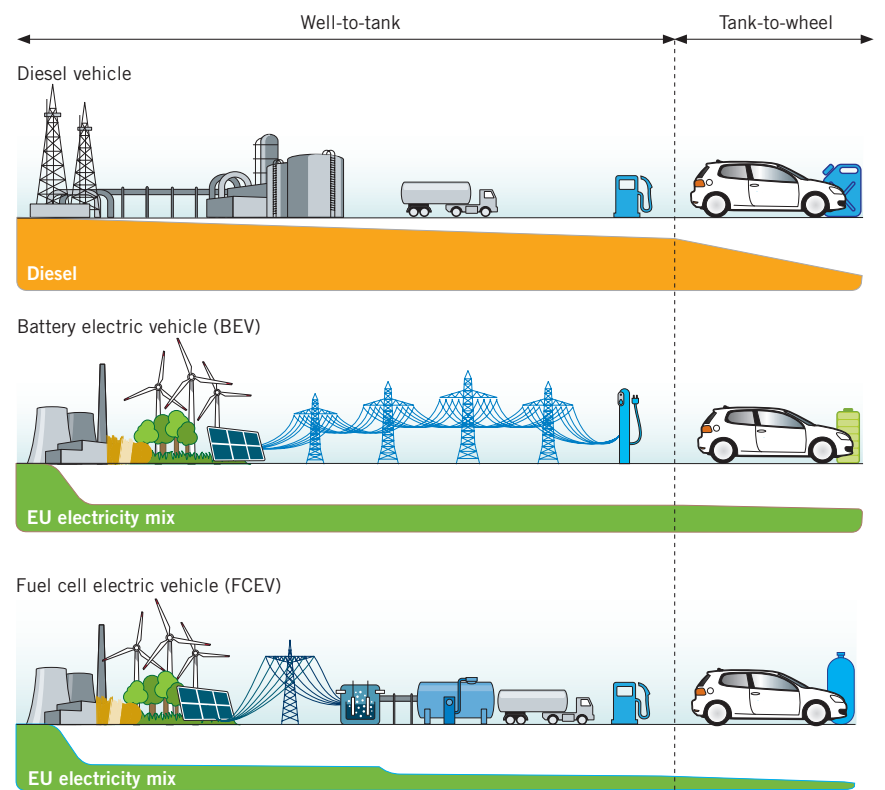 Well-to-tank
Tank-to-wheel
Diesel vehicle
Diesel
Battery electric vehicle (BEV)
EU electricity mix
Fuel cell electric vehicle (FCEV)
EU electricity mix